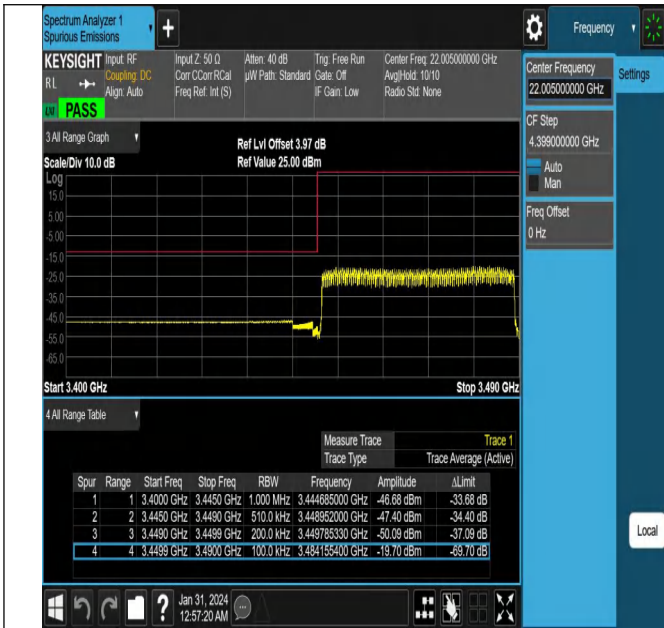 Spectrum Analyzer 1
Spurious Emissions
Frequency
KEYSIGHT Input: RF Input Z: 50 Ω Atten: 40 dB Trig: Free Run Center Freq: 22.005000000 GHz
RL Coupling: DC Corr CCorr RCal µW Path: Standard Gate: Off Avg|Hold: 10/10
Align: Auto Freq Ref: Int (S) IF Gain: Low Radio Std: None
PASS
Center Frequency
22.005000000 GHz
Settings
CF Step
4.399000000 GHz
Auto
Man
Freq Offset
0 Hz
3 All Range Graph
Ref Lvl Offset 3.97 dB
Scale/Div 10.0 dB Ref Value 25.00 dBm
Log
15.0
5.00
-5.00
-15.0
-25.0
-35.0
-45.0
-55.0
-65.0
Start 3.400 GHz Stop 3.490 GHz
4 All Range Table
Measure Trace Trace 1
Trace Type Trace Average (Active)
Spur Range Start Freq Stop Freq RBW Frequency Amplitude ΔLimit
1 1 3.4000 GHz 3.4450 GHz 1.000 MHz 3.444685000 GHz -46.68 dBm -33.68 dB
2 2 3.4450 GHz 3.4490 GHz 510.0 kHz 3.448952000 GHz -47.40 dBm -34.40 dB
3 3 3.4490 GHz 3.4499 GHz 200.0 kHz 3.449785330 GHz -50.09 dBm -37.09 dB
4 4 3.4499 GHz 3.4900 GHz 100.0 kHz 3.484155400 GHz -19.70 dBm -69.70 dB
Local
Jan 31, 2024
12:57:20 AM